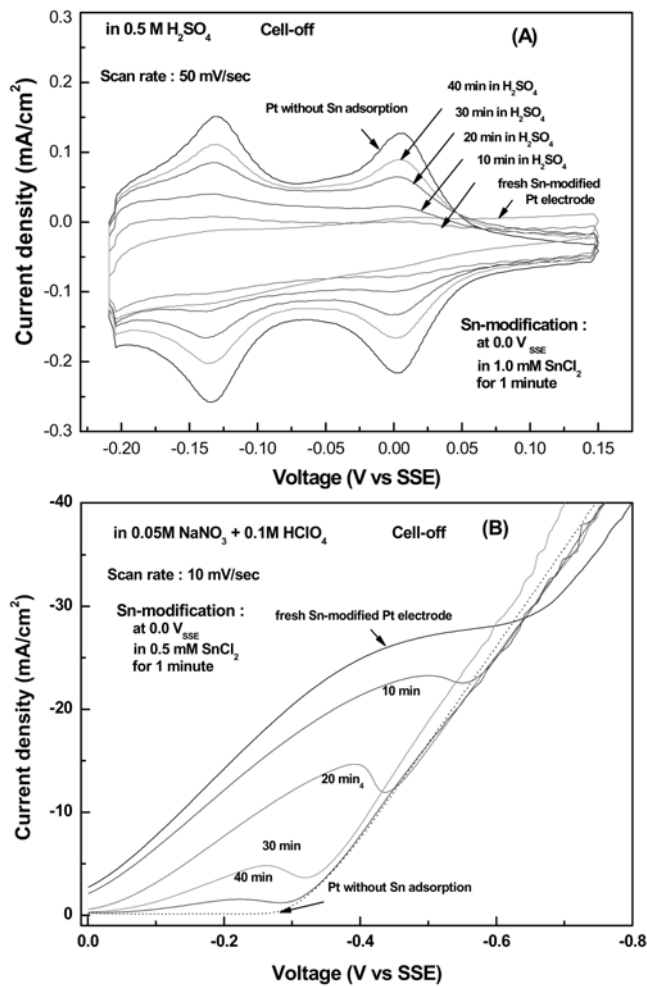 in 0.5 M H₂SO₄ Cell-off (A)
Scan rate : 50 mV/sec
Pt without Sn adsorption
40 min in H₂SO₄
30 min in H₂SO₄
20 min in H₂SO₄
10 min in H₂SO₄
fresh Sn-modified
Pt electrode
Sn-modification :
at 0.0 V SSE
in 1.0 mM SnCl₂
for 1 minute
Current density (mA/cm²)
0.3
0.2
0.1
0.0
-0.1
-0.2
-0.3
-0.20 -0.15 -0.10 -0.05 0.00 0.05 0.10 0.15
Voltage (V vs SSE)
in 0.05M NaNO₃ + 0.1M HClO₄ Cell-off (B)
Scan rate : 10 mV/sec
Sn-modification :
at 0.0 V SSE
in 0.5 mM SnCl₂
for 1 minute
fresh Sn-modified Pt electrode
10 min
20 min₄
30 min
40 min
Pt without Sn adsorption
Current density (mA/cm²)
-40
-30
-20
-10
0
0.0 -0.2 -0.4 -0.6 -0.8
Voltage (V vs SSE)